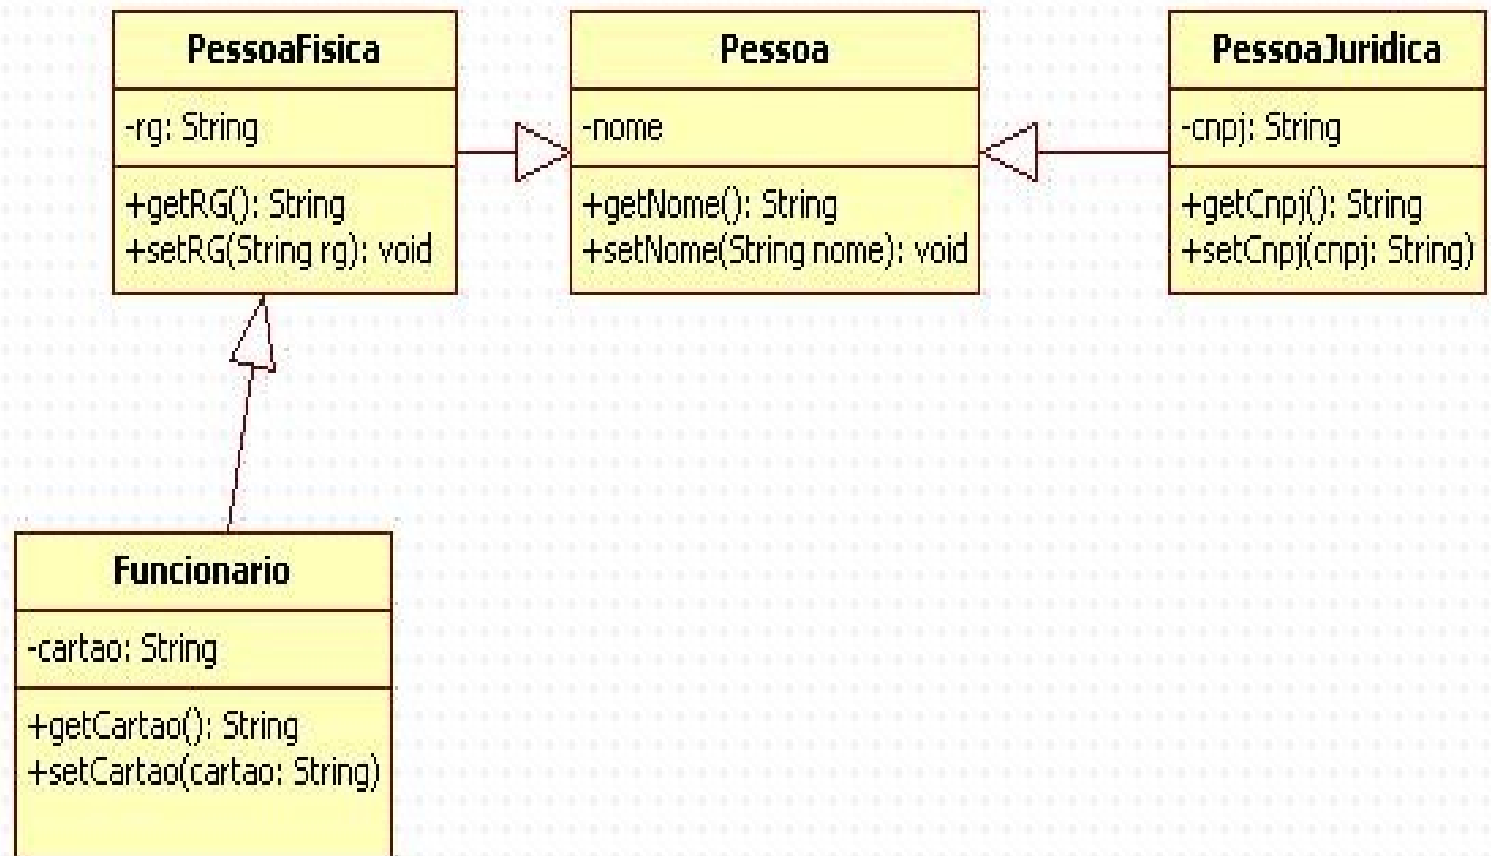 PessoaFisica
-rg: String
+getRG(): String
+setRG(String rg): void
Pessoa
-nome
+getNome(): String
+setNome(String nome): void
PessoaJuridica
-cnpj: String
+getCnpj(): String
+setCnpj(cnpj: String)
Funcionario
-cartao: String
+getCartao(): String
+setCartao(cartao: String)